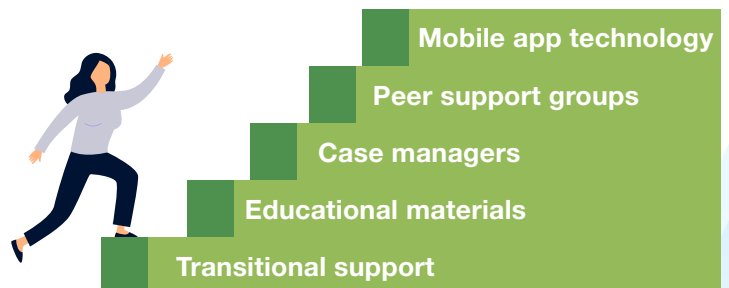 Mobile app technology
Peer support groups
Case managers
Educational materials
Transitional support